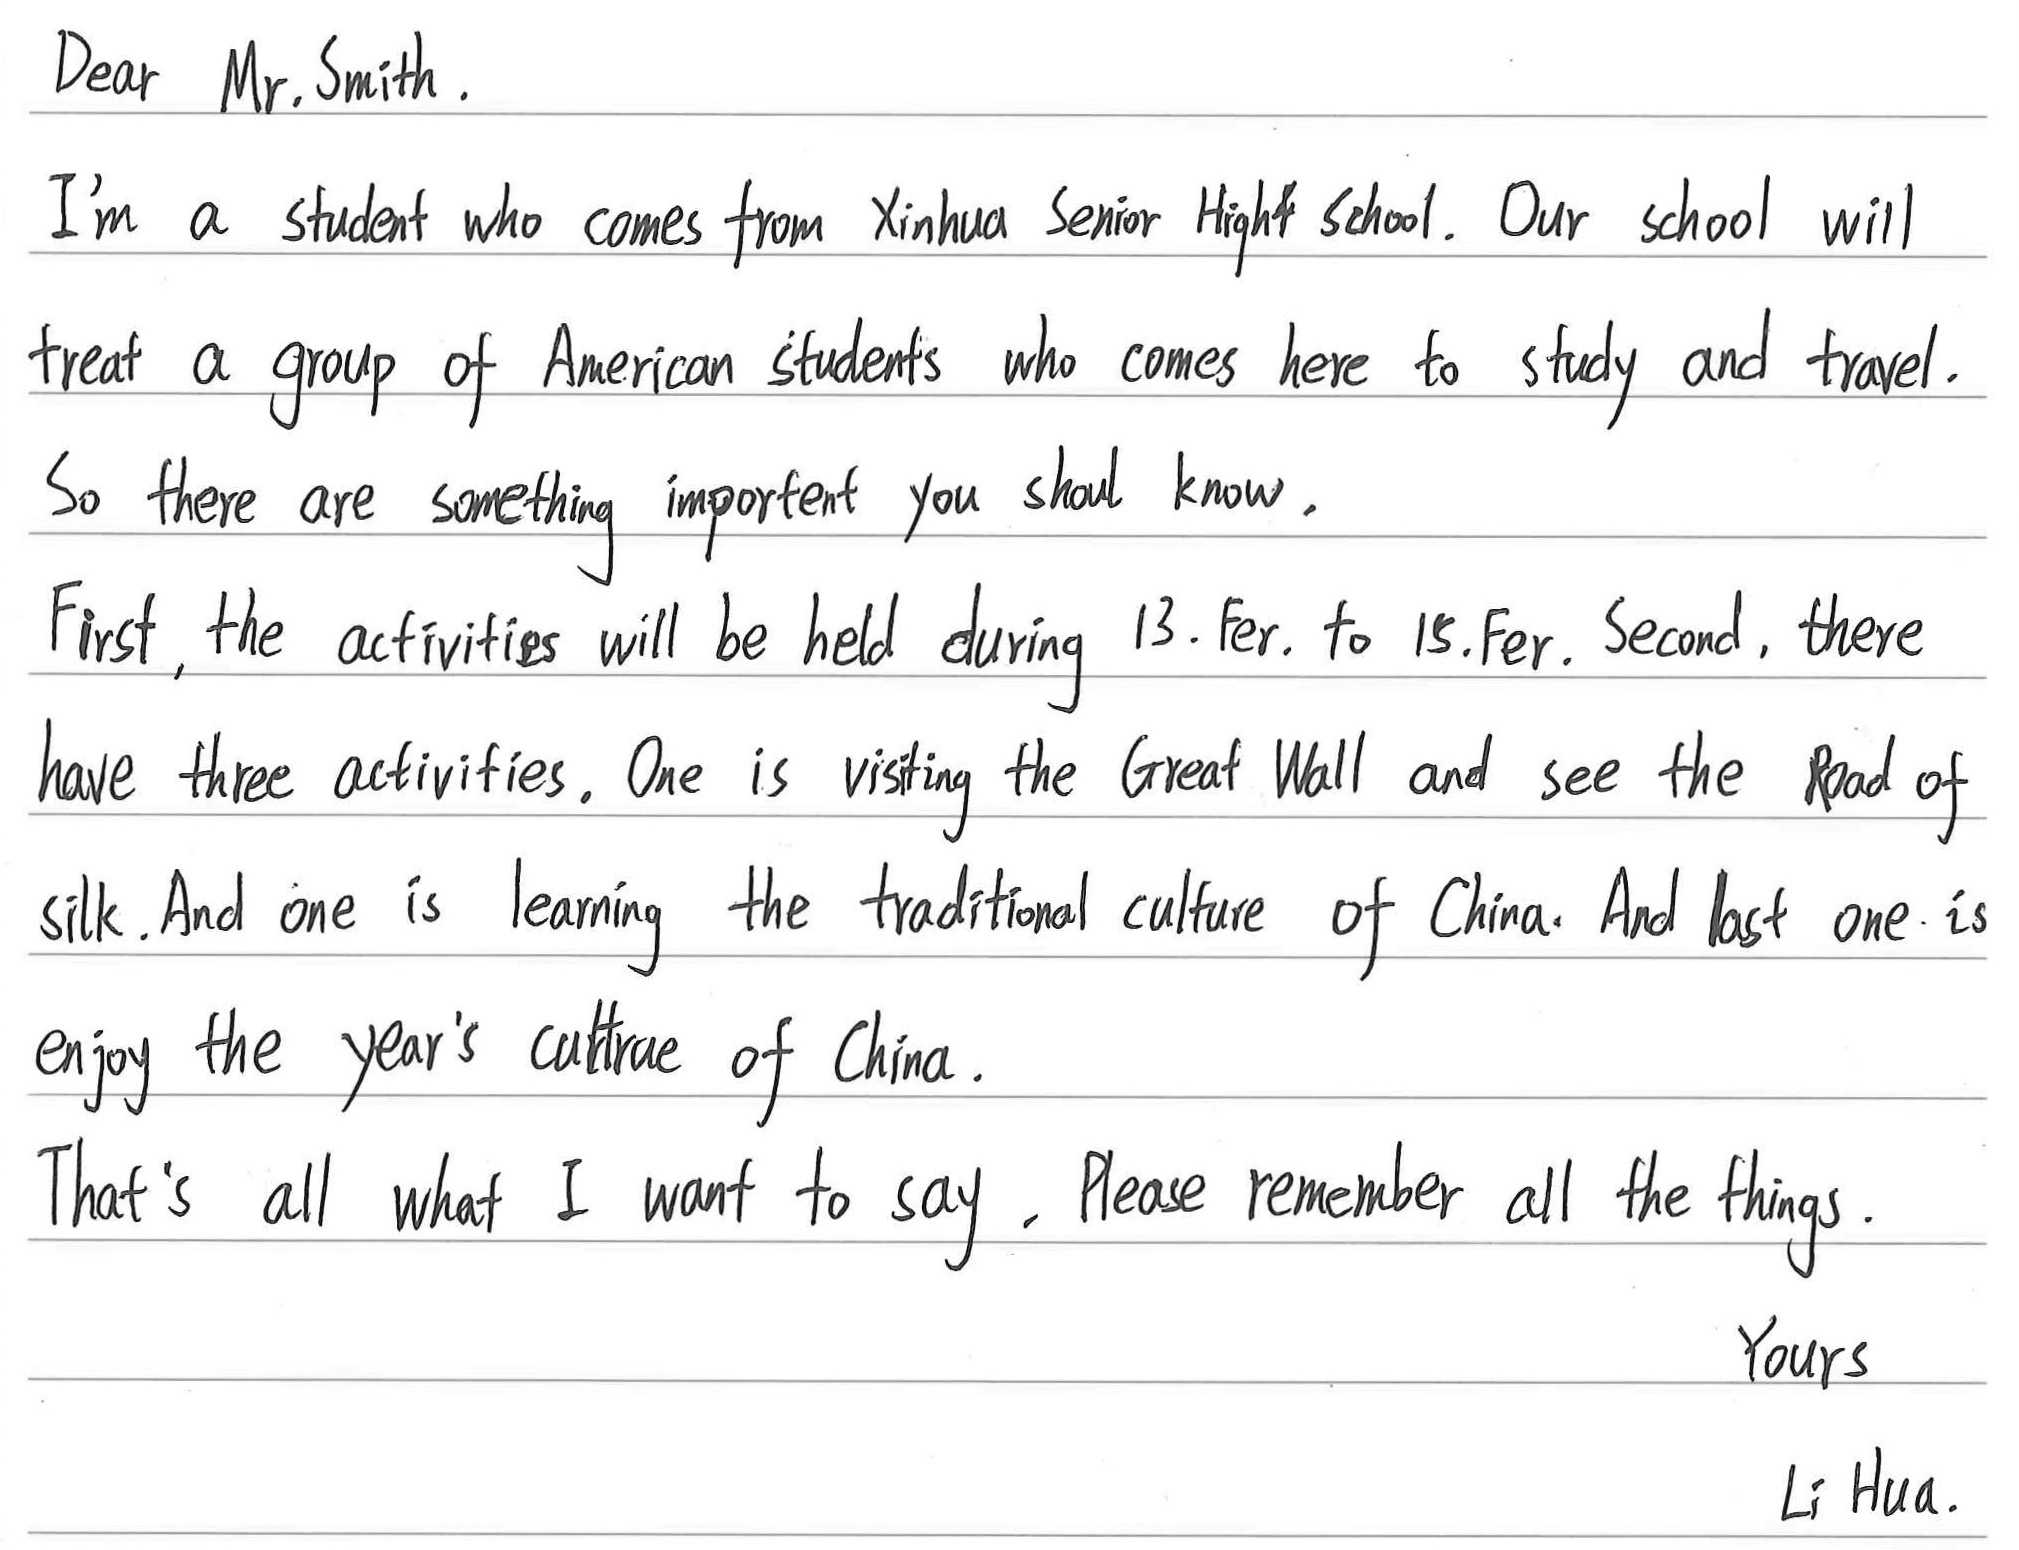 Dear Mr. Smith.
I'm a student who comes from Xinhua Senior Hight School. Our school will
treat a group of American students who comes here to study and travel.
So there are something importent you shoul know.
First, the activities will be held during 13. Fer. to 15. Fer. Second, there
have three activities. One is visiting the Great Wall and see the Road of
silk. And one is learning the traditional culture of China. And last one is
enjoy the year's culttrae of China.
That's all what I want to say. Please remember all the things.
Yours
Li Hua.